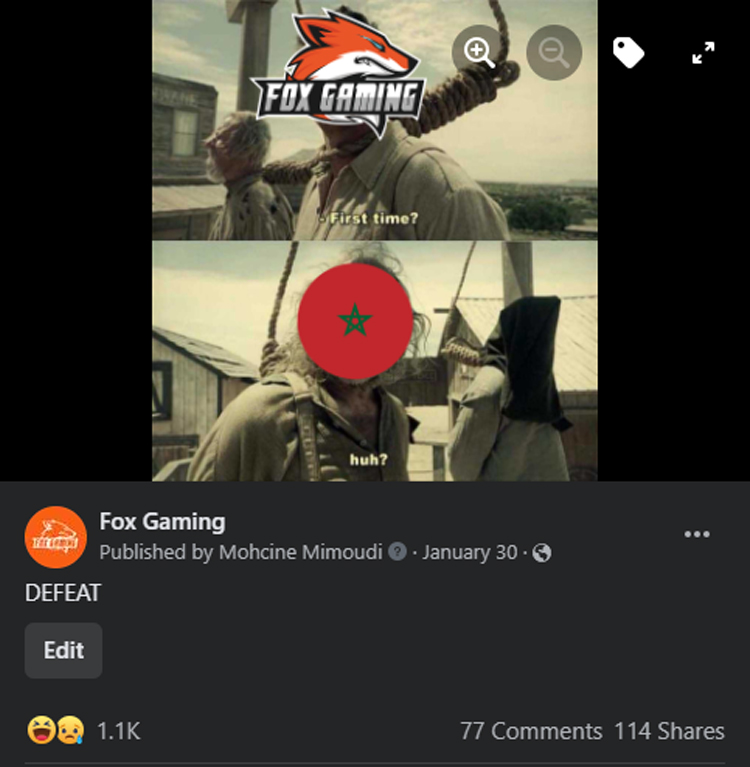 FOX GAMING
- First time?
huh?
Fox Gaming
Published by Mohcine Mimoudi · January 30 ·
DEFEAT
Edit
1.1K 77 Comments 114 Shares